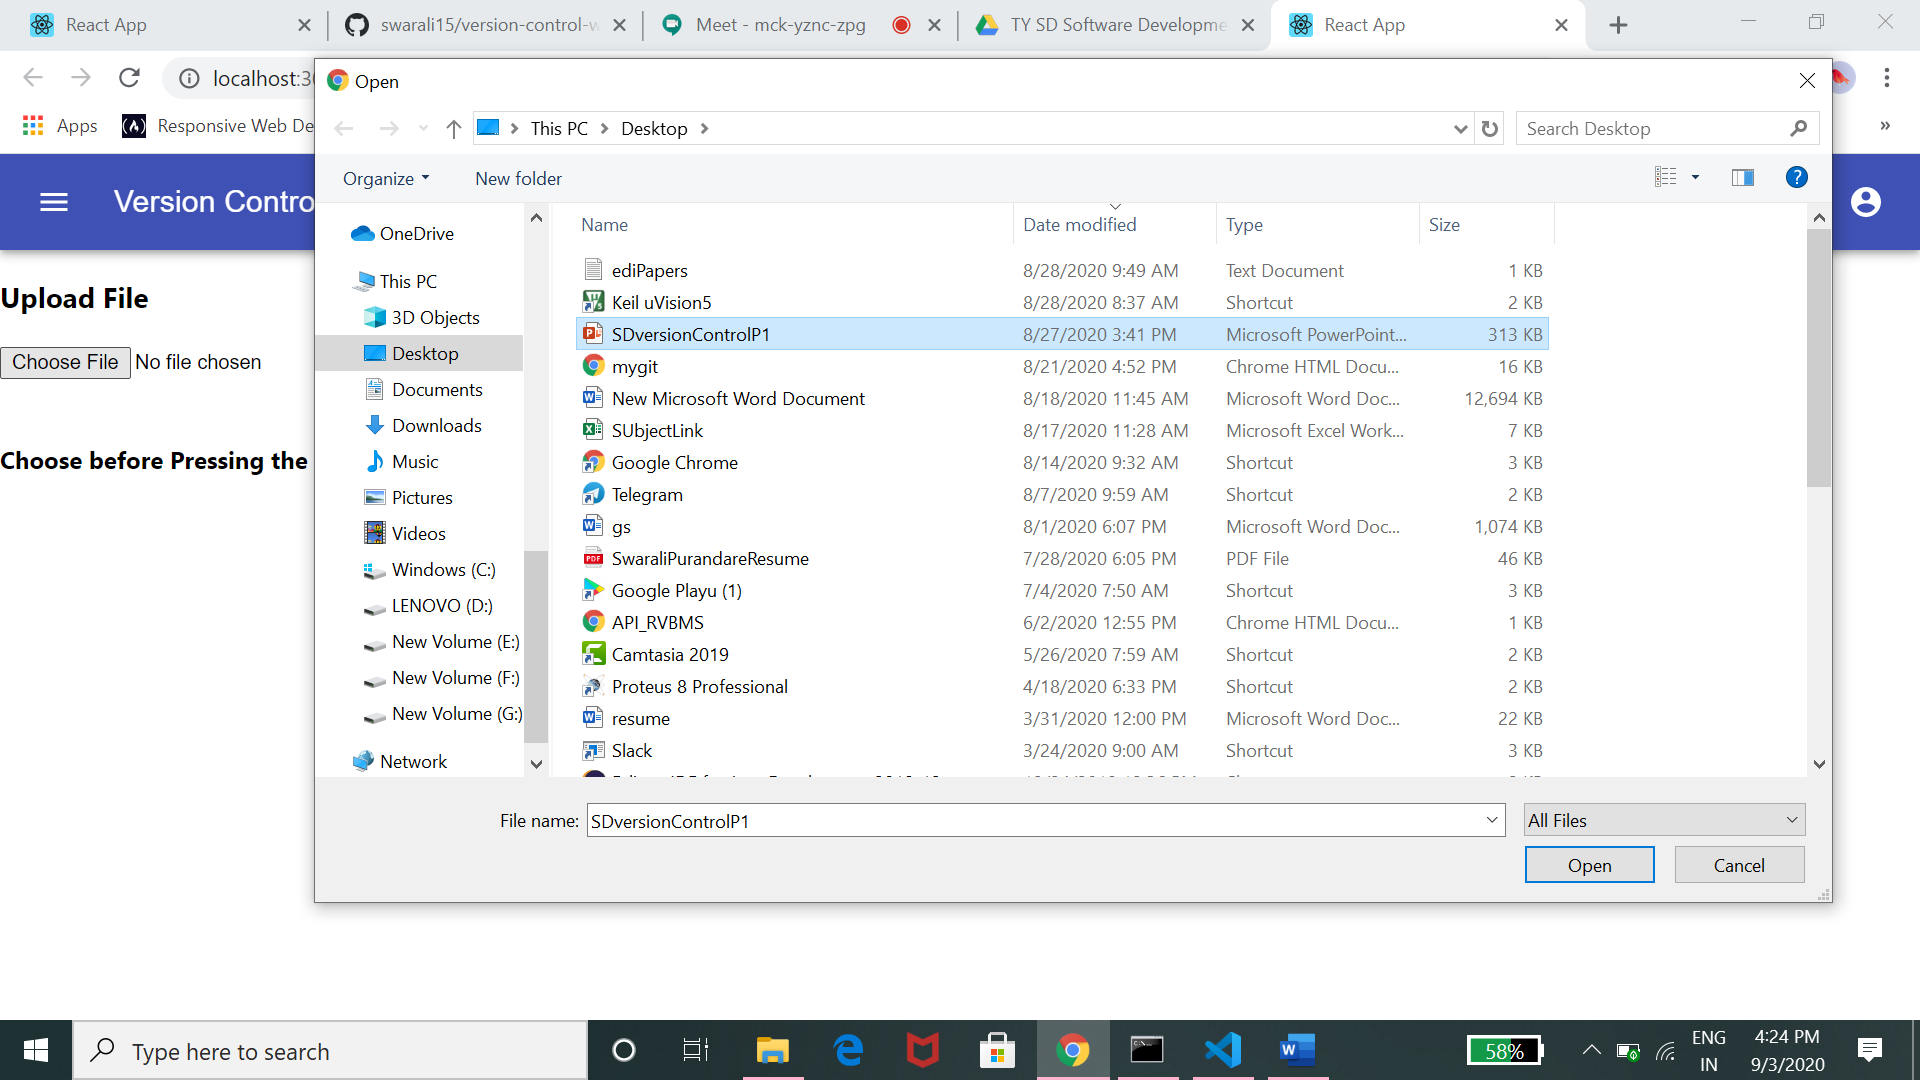 React App
swarali15/version-control-w
Meet - mck-yznc-zpg
TY SD Software Developme
React App
localhost:30
Apps
Responsive Web De
Open
This PC
Desktop
Search Desktop
Organize
New folder
Version Contro
Upload File
Choose File No file chosen
Choose before Pressing the
OneDrive
This PC
3D Objects
Desktop
Documents
Downloads
Music
Pictures
Videos
Windows (C:)
LENOVO (D:)
New Volume (E:)
New Volume (F:)
New Volume (G:)
Network
Name Date modified Type Size
ediPapers 8/28/2020 9:49 AM Text Document 1 KB
Keil uVision5 8/28/2020 8:37 AM Shortcut 2 KB
SDversionControlP1 8/27/2020 3:41 PM Microsoft PowerPoint... 313 KB
mygit 8/21/2020 4:52 PM Chrome HTML Docu... 16 KB
New Microsoft Word Document 8/18/2020 11:45 AM Microsoft Word Doc... 12,694 KB
SUbjectLink 8/17/2020 11:28 AM Microsoft Excel Work... 7 KB
Google Chrome 8/14/2020 9:32 AM Shortcut 3 KB
Telegram 8/7/2020 9:59 AM Shortcut 2 KB
gs 8/1/2020 6:07 PM Microsoft Word Doc... 1,074 KB
SwaraliPurandareResume 7/28/2020 6:05 PM PDF File 46 KB
Google Playu (1) 7/4/2020 7:50 AM Shortcut 3 KB
API_RVBMS 6/2/2020 12:55 PM Chrome HTML Docu... 1 KB
Camtasia 2019 5/26/2020 7:59 AM Shortcut 2 KB
Proteus 8 Professional 4/18/2020 6:33 PM Shortcut 2 KB
resume 3/31/2020 12:00 PM Microsoft Word Doc... 22 KB
Slack 3/24/2020 9:00 AM Shortcut 3 KB
File name: SDversionControlP1
All Files
Open
Cancel
Type here to search
58%
ENG
IN
4:24 PM
9/3/2020